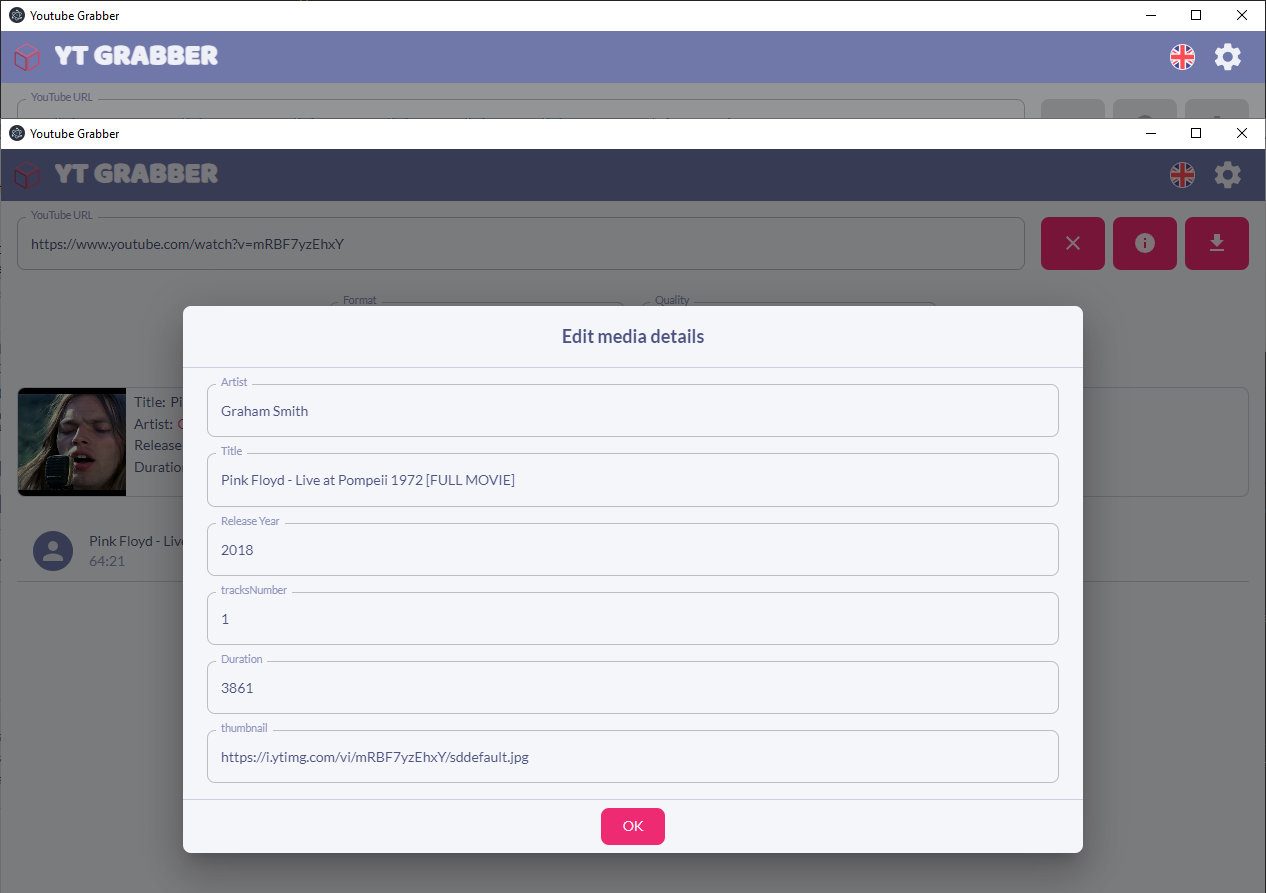 Youtube Grabber
YT GRABBER
YouTube URL
Youtube Grabber
YT GRABBER
YouTube URL
https://www.youtube.com/watch?v=mRBF7yzEhxY
Format
Quality
Edit media details
Artist
Graham Smith
Title
Pink Floyd - Live at Pompeii 1972 [FULL MOVIE]
Release Year
2018
tracksNumber
1
Duration
3861
thumbnail
https://i.ytimg.com/vi/mRBF7yzEhxY/sddefault.jpg
OK
Title:
Artist:
Release
Duration
Pink Floyd - Live
64:21